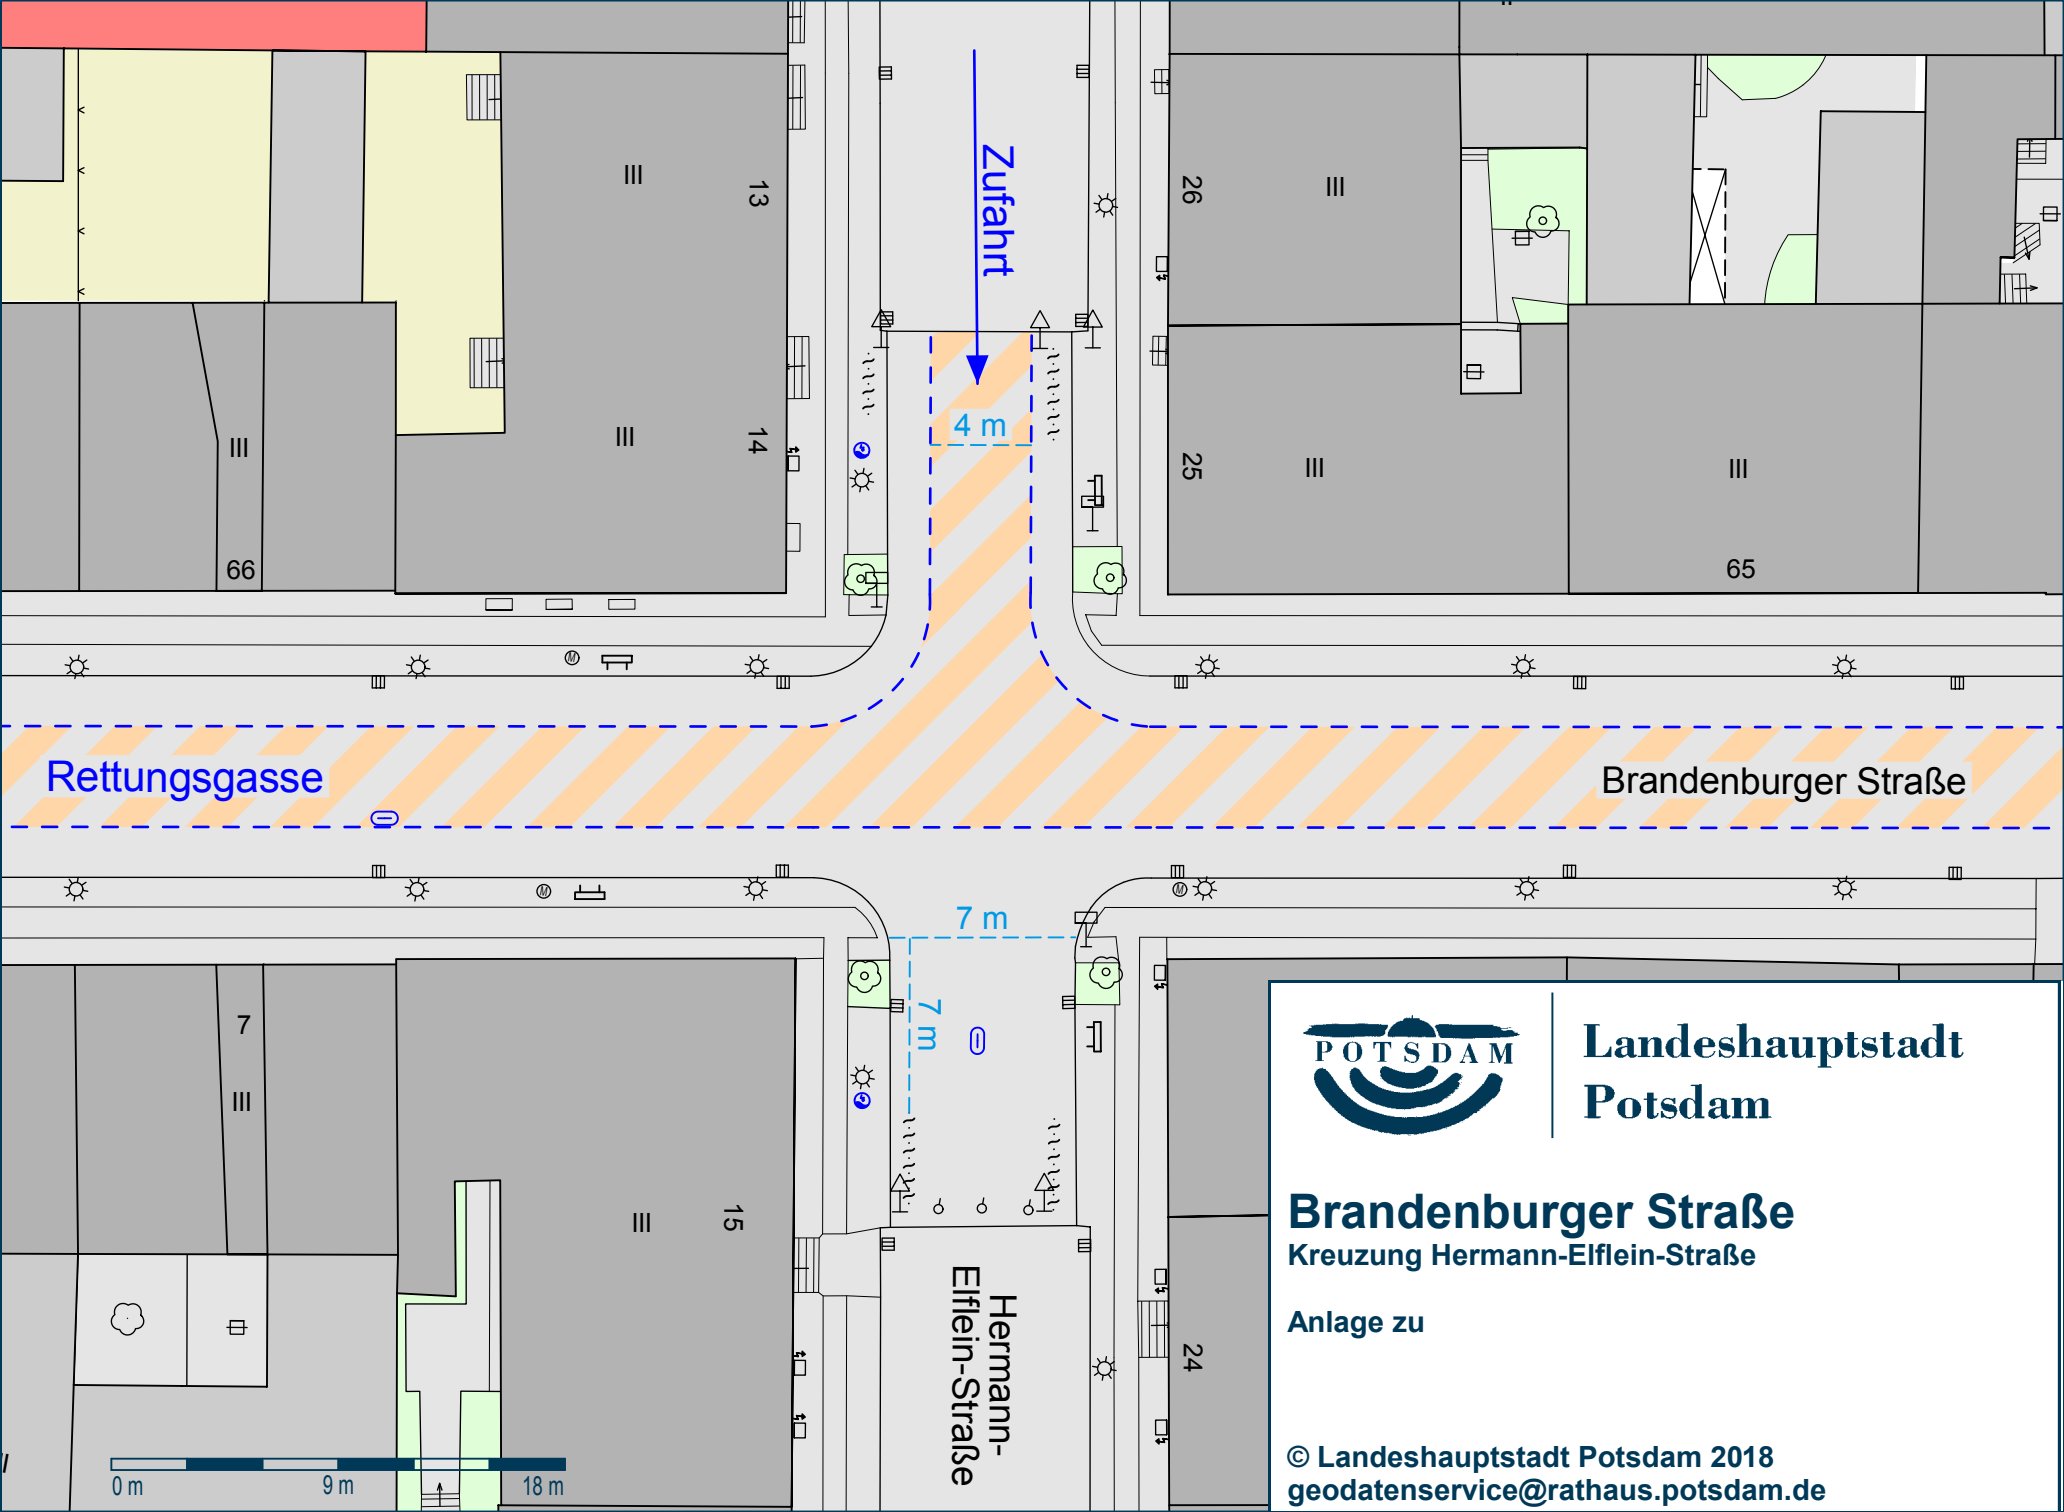 Zufahrt
III
13
26
III
4 m
III
14
25
III
III
III
66
65
Rettungsgasse
Brandenburger Straße
M
M
M
7 m
7 m
7
III
III
15
24
Hermann-
Elflein-Straße
POTSDAM
Landeshauptstadt
Potsdam
Brandenburger Straße
Kreuzung Hermann-Elflein-Straße
Anlage zu
© Landeshauptstadt Potsdam 2018
geodatenservice@rathaus.potsdam.de
0 m
9 m
18 m